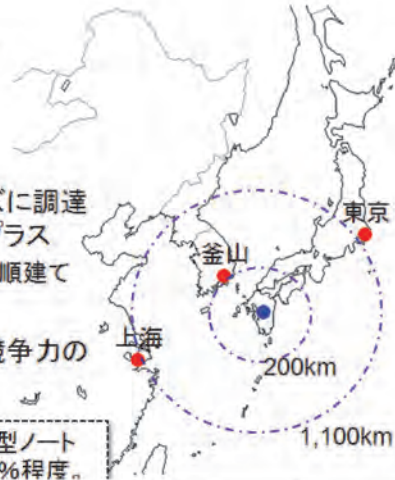 ズに調達
プラス
順建て
競争力の
東京
釜山
上海
200km
1,100km
型ノート
%程度。